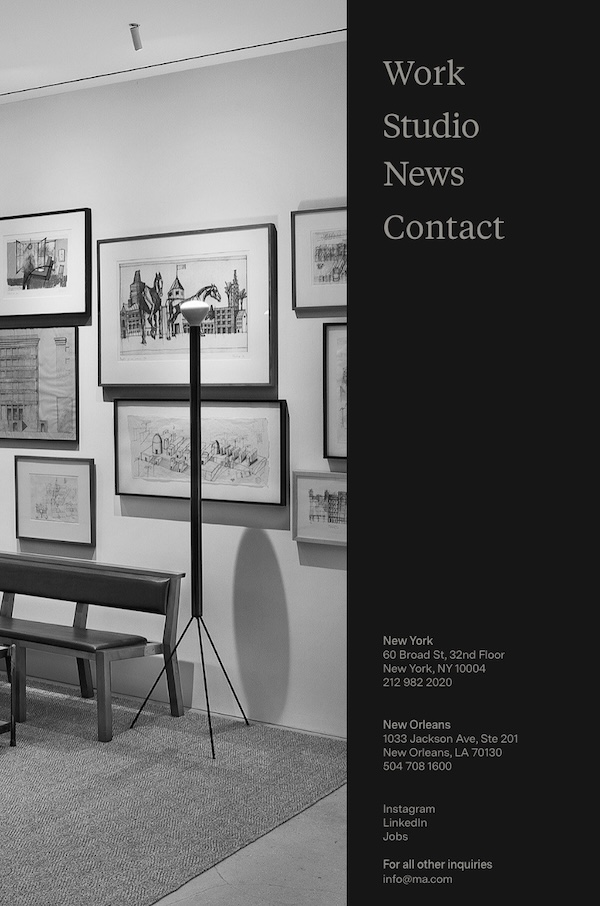 Work
Studio
News
Contact
New York
60 Broad St, 32nd Floor
New York, NY 10004
212 982 2020
New Orleans
1033 Jackson Ave, Ste 201
New Orleans, LA 70130
504 708 1600
Instagram
LinkedIn
Jobs
For all other inquiries
info@ma.com